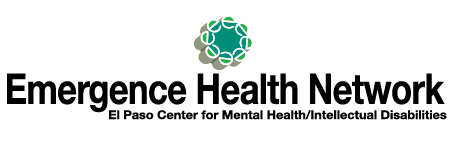 Emergence Health Network
El Paso Center for Mental Health/Intellectual Disabilities